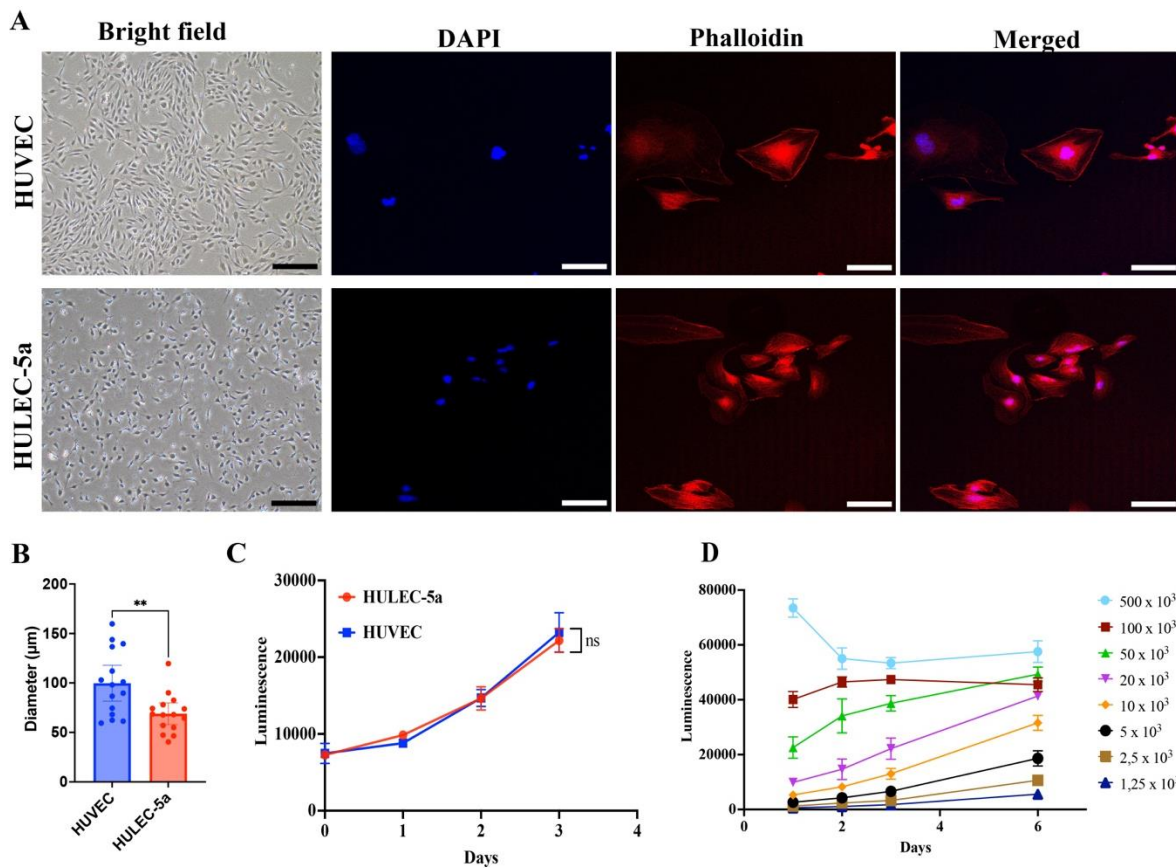 A
Bright field
DAPI
Phalloidin
Merged
HUVEC
HULEC-5a
B
Diameter (µm)
200
150
100
50
0
**
HUVEC
HULEC-5a
C
Luminescence
30000
20000
10000
0
HULEC-5a
HUVEC
ns
0 1 2 3 4
Days
D
Luminescence
80000
60000
40000
20000
0
0 2 4 6
Days
500 x 10³
100 x 10³
50 x 10³
20 x 10³
10 x 10³
5 x 10³
2,5 x 10³
1,25 x 10